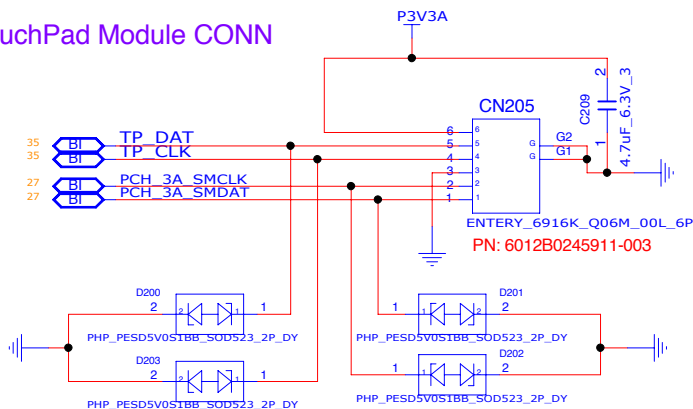 uchPad Module CONN
P3V3A
2
C209
4.7uF_6.3V_3
1
CN205
35 BI TP_DAT
35 BI TP_CLK
27 BI PCH_3A_SMCLK
27 BI PCH_3A_SMDAT
6 6
5 5
4 4
3 3
2 2
1 1
G G2
G G1
ENTERY_6916K_Q06M_00L_6P
PN: 6012B0245911-003
D200
2 2 1 1
PHP_PESD5V0S1BB_SOD523_2P_DY
D203
2 2 1 1
PHP_PESD5V0S1BB_SOD523_2P_DY
D201
1 1 2 2
PHP_PESD5V0S1BB_SOD523_2P_DY
D202
1 1 2 2
PHP_PESD5V0S1BB_SOD523_2P_DY